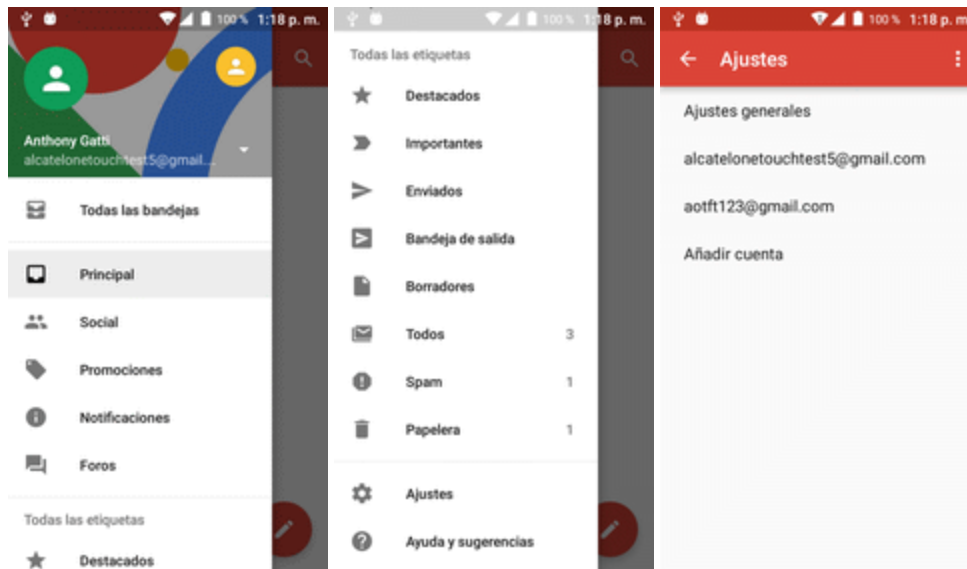 100 % 1:18 p. m.
Anthony Gatti
alcatelonetouchtest5@gmail...
Todas las bandejas
Principal
Social
Promociones
Notificaciones
Foros
Todas las etiquetas
Destacados
100 % 1:18 p. m.
Todas las etiquetas
Destacados
Importantes
Enviados
Bandeja de salida
Borradores
Todos 3
Spam 1
Papelera 1
Ajustes
Ayuda y sugerencias
100 % 1:18 p. m
Ajustes
Ajustes generales
alcatelonetouchtest5@gmail.com
aotft123@gmail.com
Añadir cuenta